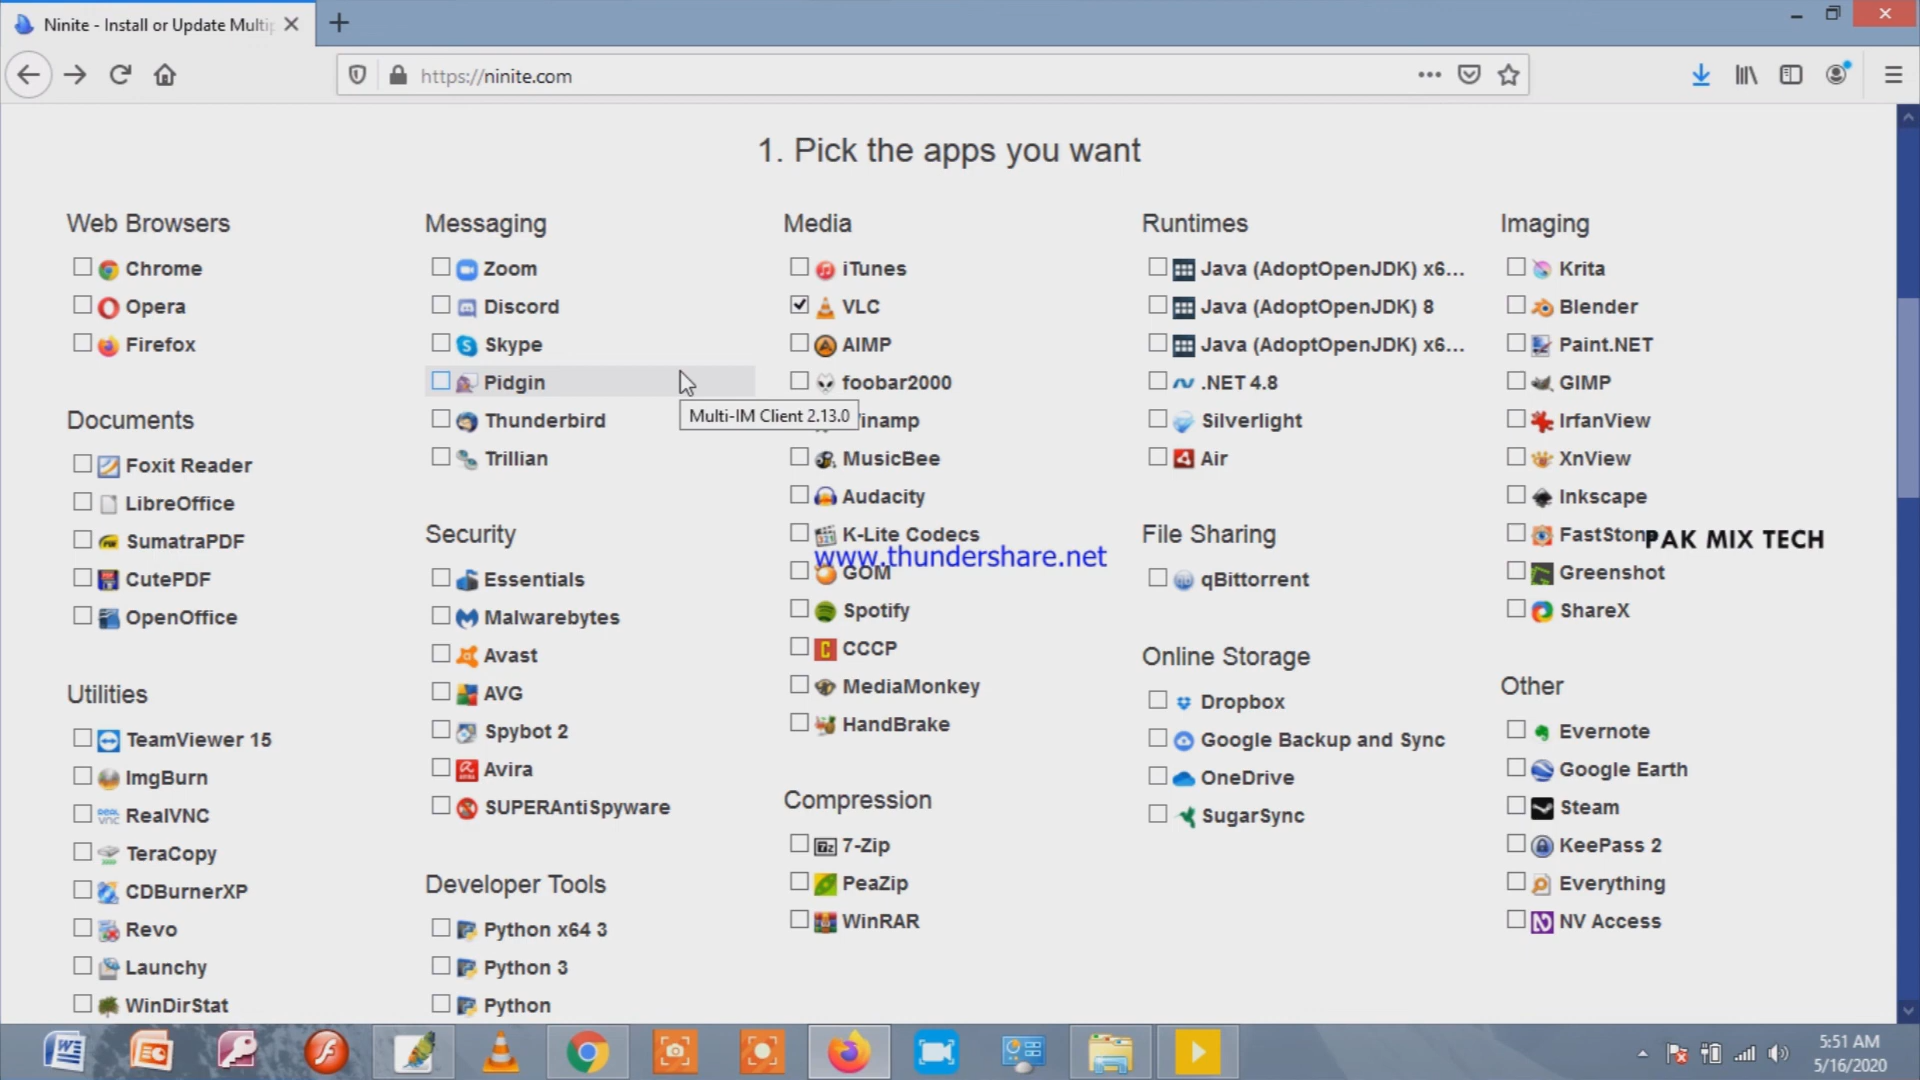 Ninite - Install or Update Multip
https://ninite.com
1. Pick the apps you want
Web Browsers
Chrome
Opera
Firefox
Documents
Foxit Reader
LibreOffice
SumatraPDF
CutePDF
OpenOffice
Utilities
TeamViewer 15
ImgBurn
RealVNC
TeraCopy
CDBurnerXP
Revo
Launchy
WinDirStat
Messaging
Zoom
Discord
Skype
Pidgin
Multi-IM Client 2.13.0
Thunderbird
Trillian
Security
Essentials
Malwarebytes
Avast
AVG
Spybot 2
Avira
SUPERAntiSpyware
Developer Tools
Python x64 3
Python 3
Python
Media
iTunes
VLC
AIMP
foobar2000
inamp
MusicBee
Audacity
K-Lite Codecs
www.thundershare.net
GOM
Spotify
CCCP
MediaMonkey
HandBrake
Compression
7-Zip
PeaZip
WinRAR
Runtimes
Java (AdoptOpenJDK) x6...
Java (AdoptOpenJDK) 8
Java (AdoptOpenJDK) x6...
.NET 4.8
Silverlight
Air
File Sharing
qBittorrent
Online Storage
Dropbox
Google Backup and Sync
OneDrive
SugarSync
Imaging
Krita
Blender
Paint.NET
GIMP
IrfanView
XnView
Inkscape
FastStone
PAK MIX TECH
Greenshot
ShareX
Other
Evernote
Google Earth
Steam
KeePass 2
Everything
NV Access
5:51 AM
5/16/2020